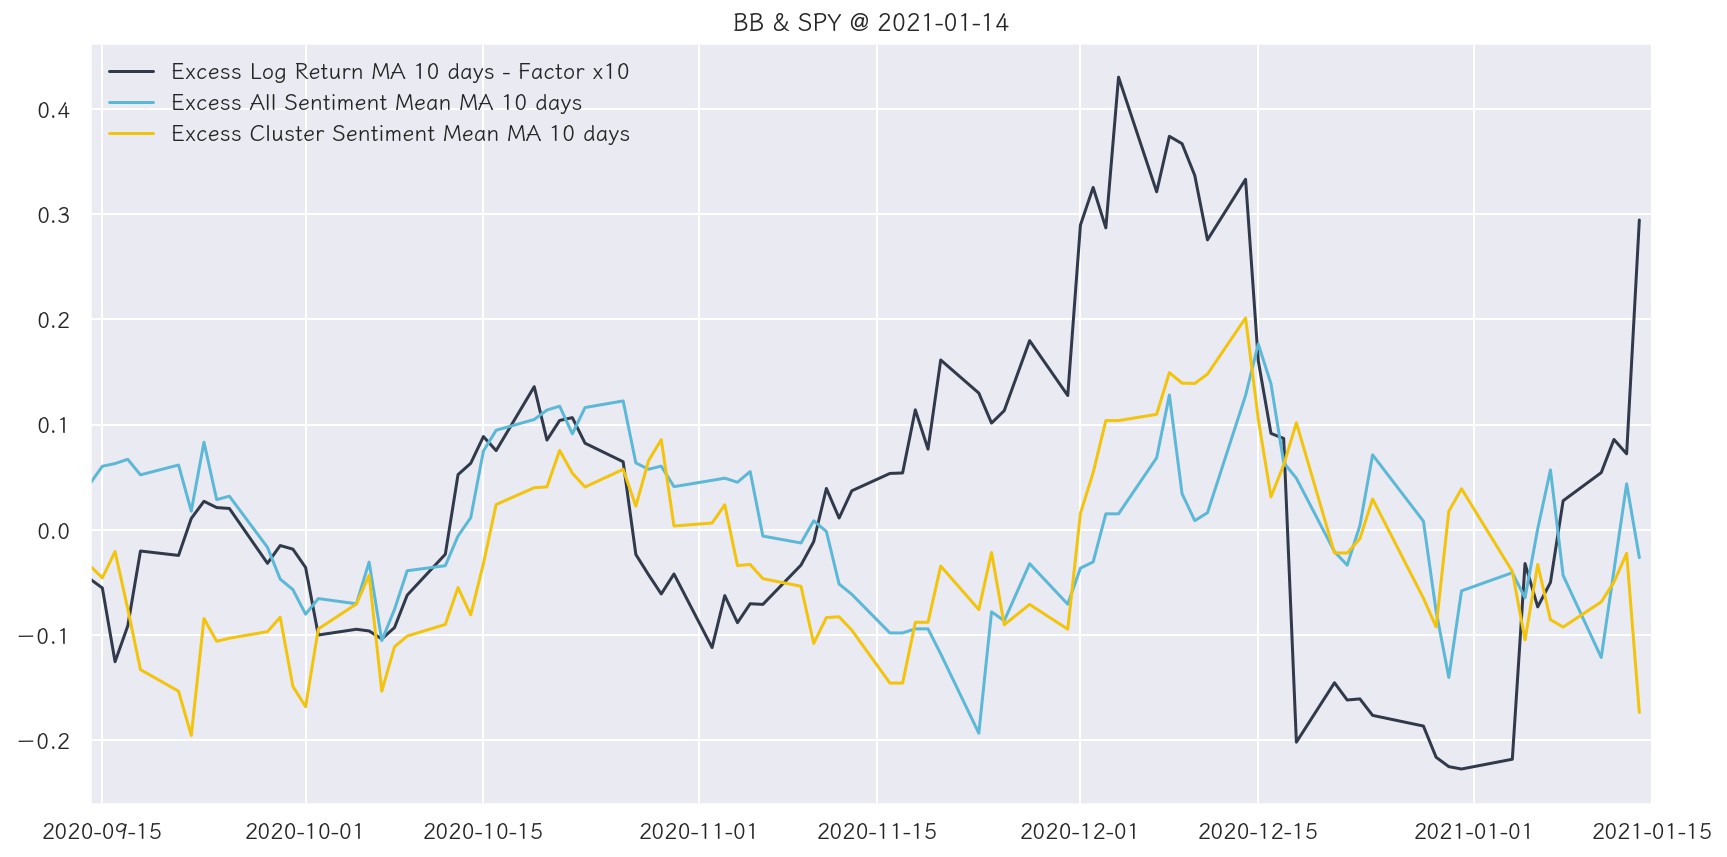 BB & SPY @ 2021-01-14
Excess Log Return MA 10 days - Factor x10
Excess All Sentiment Mean MA 10 days
Excess Cluster Sentiment Mean MA 10 days
0.4
0.3
0.2
0.1
0.0
−0.1
−0.2
2020-09-15 2020-10-01 2020-10-15 2020-11-01 2020-11-15 2020-12-01 2020-12-15 2021-01-01 2021-01-15